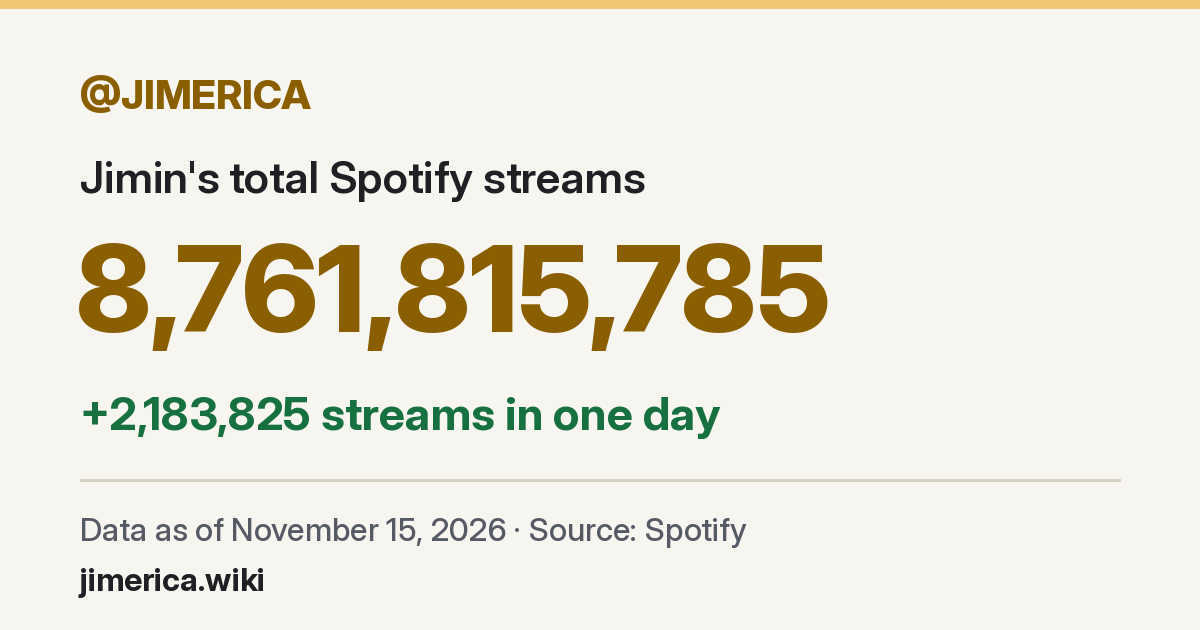 @JIMERICA
Jimin's total Spotify streams
8,761,815,785
+2,183,825 streams in one day
Data as of November 15, 2026 · Source: Spotify
jimerica.wiki